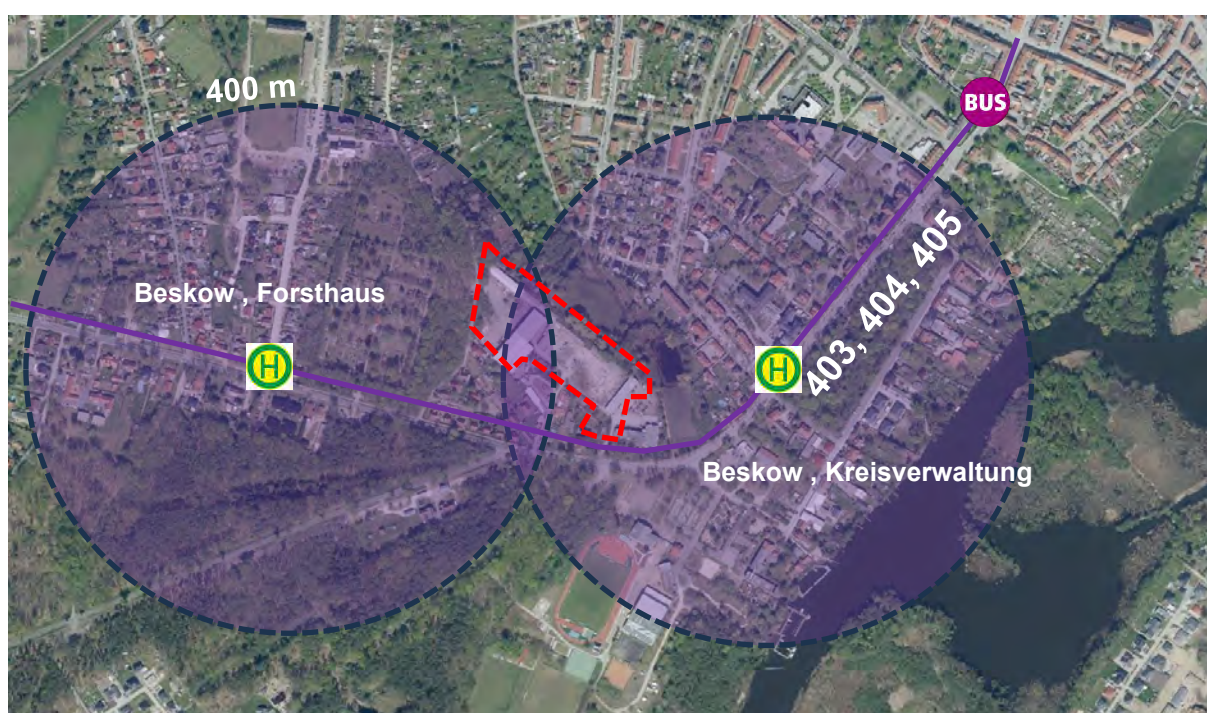 400 m
BUS
403, 404, 405
Beskow , Forsthaus
H
H
Beskow , Kreisverwaltung